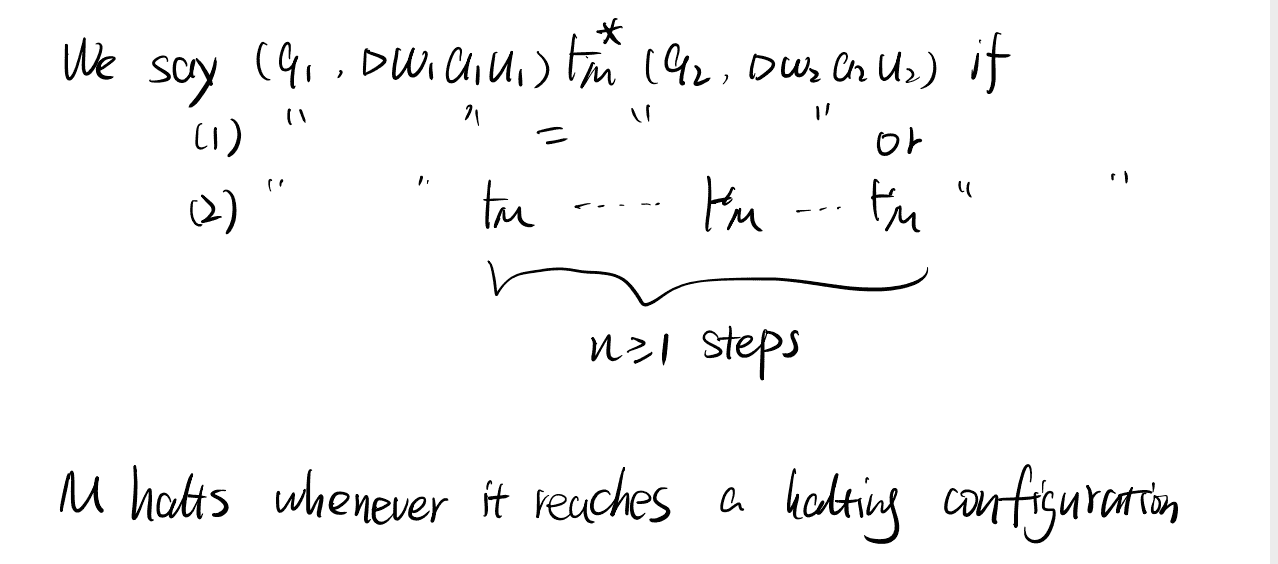 We say (q₁, ▷w₁a₁u₁) ⊢ₘ* (q₂, ▷w₂a₂u₂) if
(1) " " = " " or
(2) " " ⊢ₘ ----- ⊢ₘ --- ⊢ₘ " "
n≥1 steps
M halts whenever it reaches a halting configuration